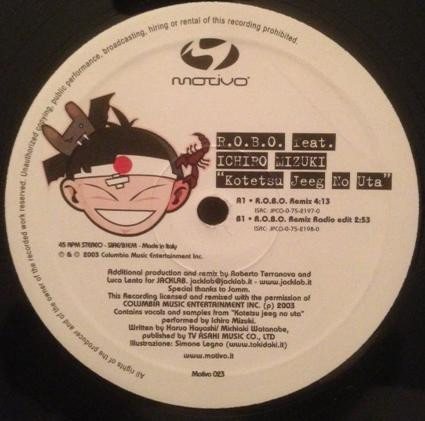 All rights of the producer and of the owner of the recorded work reserved. Unauthorized copying, public performance, broadcasting, hiring or rental of this recording prohibited.
MOTIVO
R.O.B.O. feat.
ICHIRO MIZUKI
"Kotetsu Jeeg No Uta"
A1 • R.O.B.O. Remix 4:13
ISRC: JPCO-0-75-E197-0
B1 • R.O.B.O. Remix Radio edit 2:53
ISRC: JPCO-0-75-E198-0
45 RPM STEREO - SIAE/BIEM - Made in Italy
℗ & © 2003 Columbia Music Entertainment Inc.
Additional production and remix by Roberto Terranova and
Luca Lento for JACKLAB. jacklab@jacklab.it - www.jacklab.it
Special thanks to Jamm.
This Recording licensed and remixed with the permission of
COLUMBIA MUSIC ENTERTAINMENT INC. (p) 2003
Contains vocals and samples from "Kotetsu jeeg no uta"
performed by Ichiro Mizuki.
Written by Haruo Hayashi/ Michiaki Watanabe,
published by TV ASAHI MUSIC CO., LTD
Illustrazione: Simone Legno (www.tokidoki.it)
www.motivo.it
Motivo 023